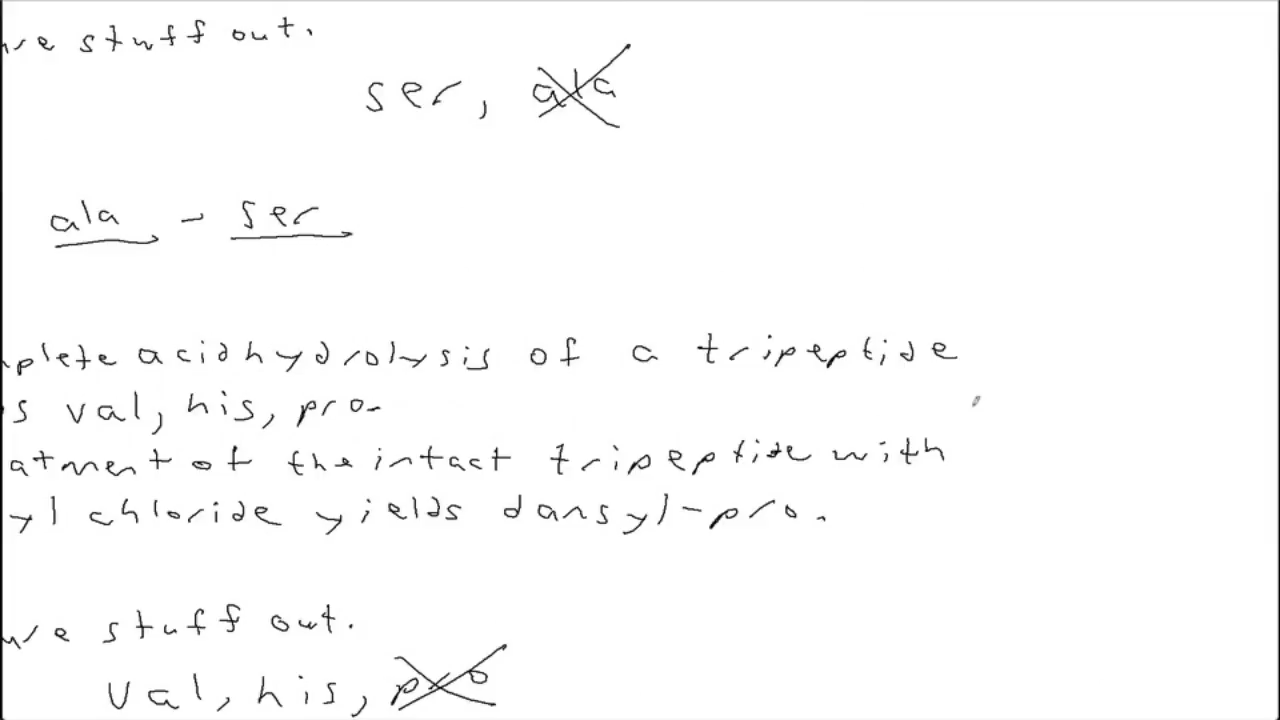 stuff out.
ser, ala
ala - ser
plete acid hydrolysis of a tripeptide
s val, his, pro.
atment of the intact tripeptide with
yl chloride yields dansyl-pro.
stuff out.
val, his, pro